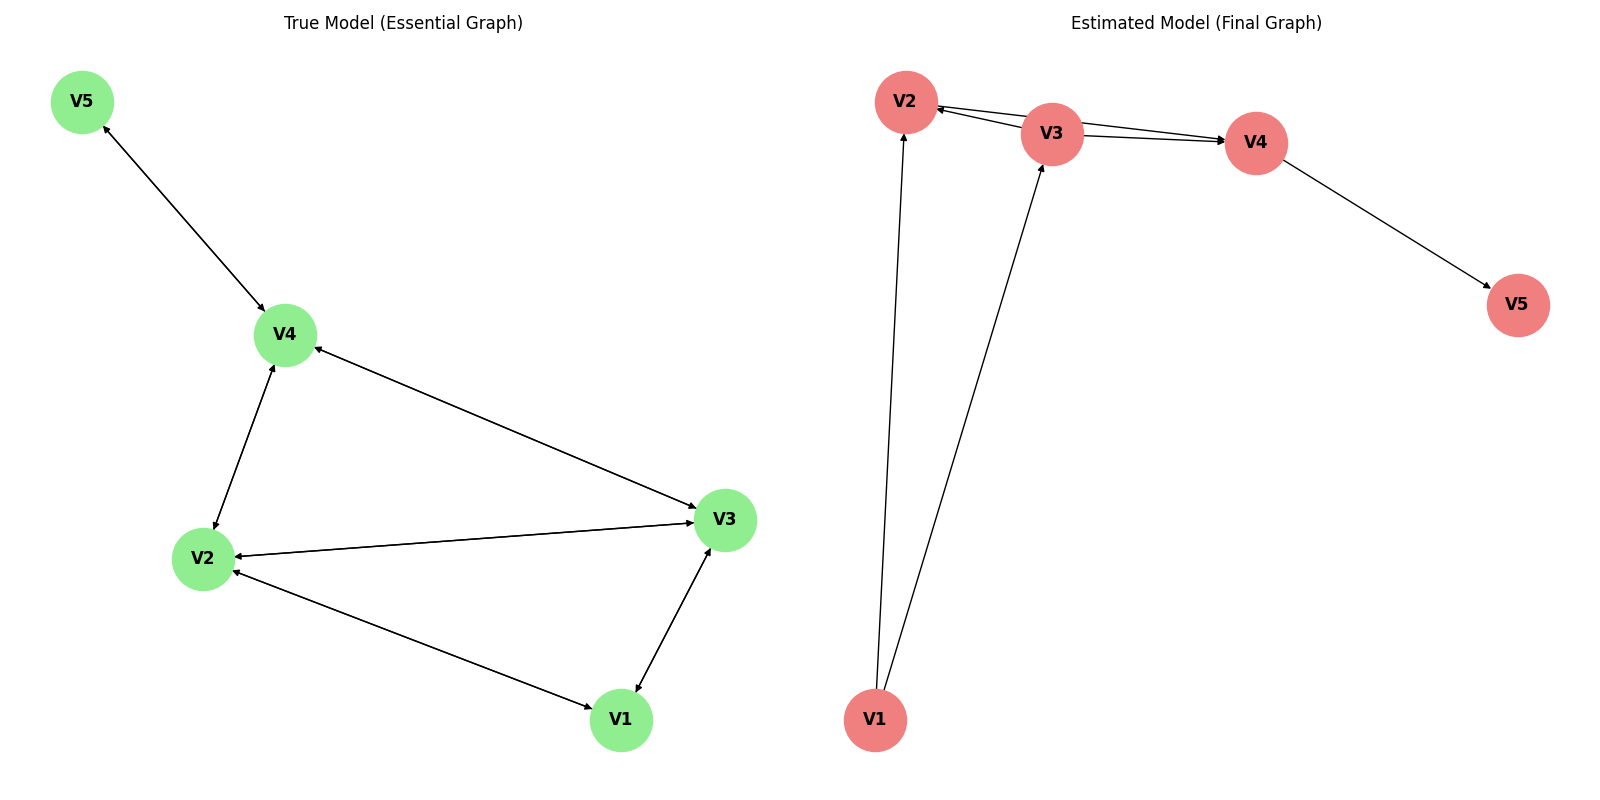 True Model (Essential Graph)
V5
V4
V3
V2
V1
Estimated Model (Final Graph)
V2
V3
V4
V5
V1